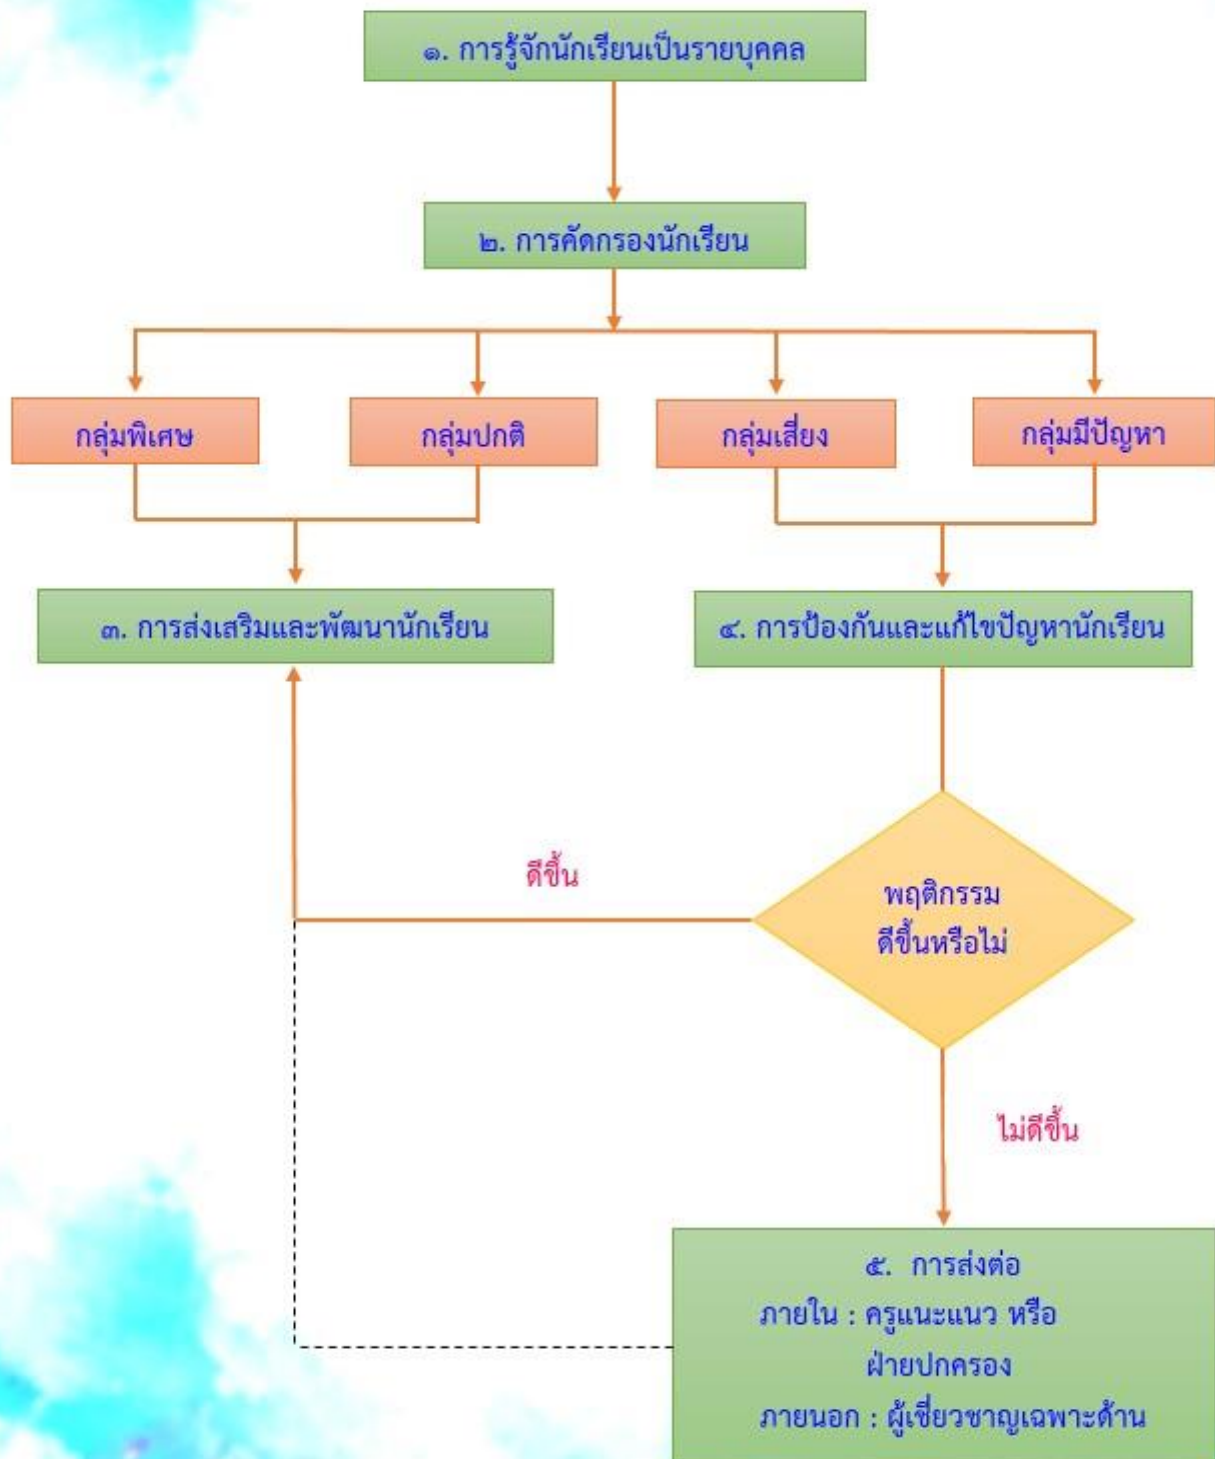 ๑. การรู้จักนักเรียนเป็นรายบุคคล
๒. การคัดกรองนักเรียน
กลุ่มพิเศษ
กลุ่มปกติ
กลุ่มเสี่ยง
กลุ่มมีปัญหา
๓. การส่งเสริมและพัฒนานักเรียน
๔. การป้องกันและแก้ไขปัญหานักเรียน
ดีขึ้น
พฤติกรรม
ดีขึ้นหรือไม่
ไม่ดีขึ้น
๕. การส่งต่อ
ภายใน : ครูแนะแนว หรือ
ฝ่ายปกครอง
ภายนอก : ผู้เชี่ยวชาญเฉพาะด้าน